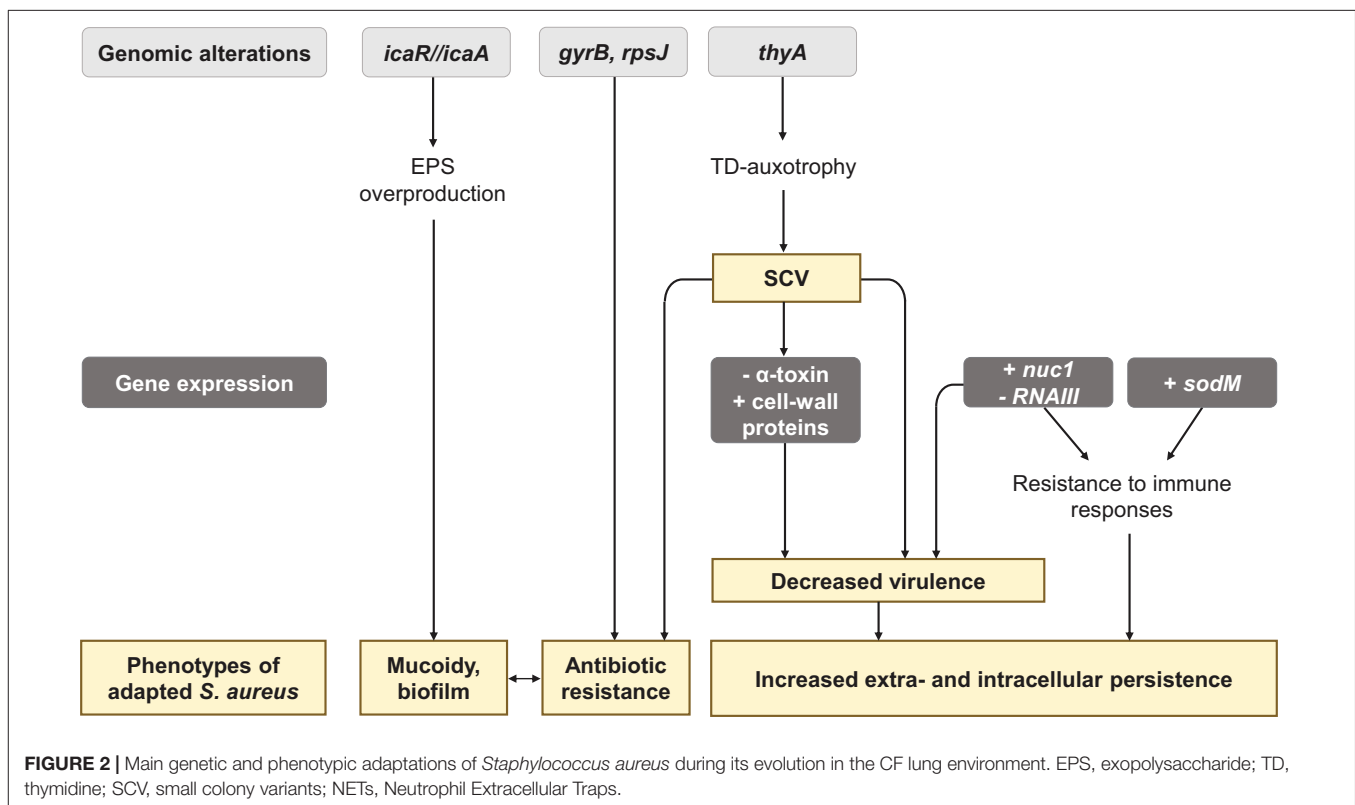 Genomic alterations
icaR//icaA
gyrB, rpsJ
thyA
EPS
overproduction
TD-auxotrophy
SCV
Gene expression
- α-toxin
+ cell-wall
proteins
+ nuc1
- RNAIII
+ sodM
Resistance to immune
responses
Decreased virulence
Phenotypes of
adapted S. aureus
Mucoidy,
biofilm
Antibiotic
resistance
Increased extra- and intracellular persistence
FIGURE 2 | Main genetic and phenotypic adaptations of Staphylococcus aureus during its evolution in the CF lung environment. EPS, exopolysaccharide; TD,
thymidine; SCV, small colony variants; NETs, Neutrophil Extracellular Traps.